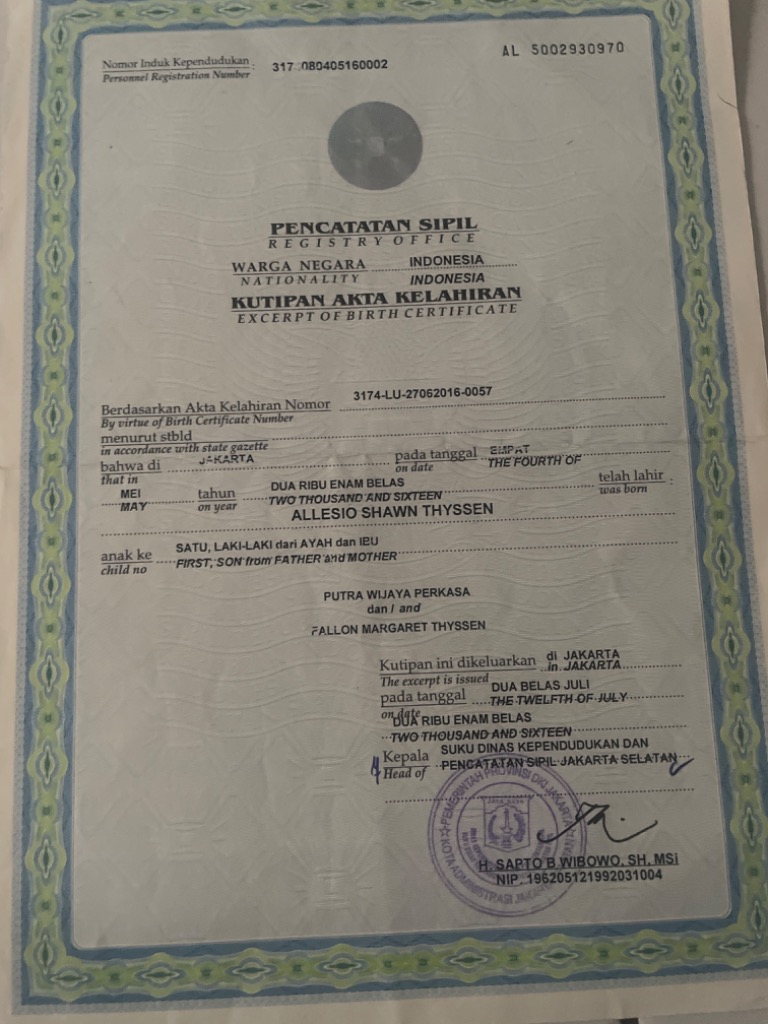 Nomor Induk Kependudukan : 317 080405160002
Personnel Registration Number
AL 5002930970
PENCATATAN SIPIL
REGISTRY OFFICE
WARGA NEGARA INDONESIA
NATIONALITY INDONESIA
KUTIPAN AKTA KELAHIRAN
EXCERPT OF BIRTH CERTIFICATE
Berdasarkan Akta Kelahiran Nomor 3174-LU-27062016-0057
By virtue of Birth Certificate Number
menurut stbld
in accordance with state gazette
bahwa di JAKARTA pada tanggal EMPAT
that in on date THE FOURTH OF
MEI tahun DUA RIBU ENAM BELAS telah lahir :
MAY on year TWO THOUSAND AND SIXTEEN was born
ALLESIO SHAWN THYSSEN
anak ke SATU, LAKI-LAKI dari AYAH dan IBU
child no FIRST, SON from FATHER and MOTHER
PUTRA WIJAYA PERKASA
dan / and
FALLON MARGARET THYSSEN
Kutipan ini dikeluarkan di JAKARTA
The excerpt is issued in JAKARTA
pada tanggal DUA BELAS JULI
on date THE TWELFTH OF JULY
DUA RIBU ENAM BELAS
TWO THOUSAND AND SIXTEEN
Kepala SUKU DINAS KEPENDUDUKAN DAN
Head of PENCATATAN SIPIL JAKARTA SELATAN
PEMERINTAH PROVINSI DKI JAKARTA
KOTA ADMINISTRASI JAKARTA
H. SAPTO B WIBOWO, SH, MSi
NIP. 196205121992031004